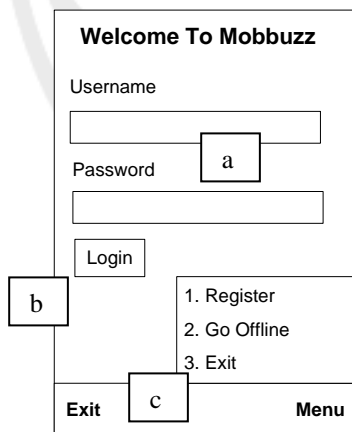 Welcome To Mobbuzz
Username
a
Password
Login
b
1. Register
2. Go Offline
3. Exit
c
Exit Menu